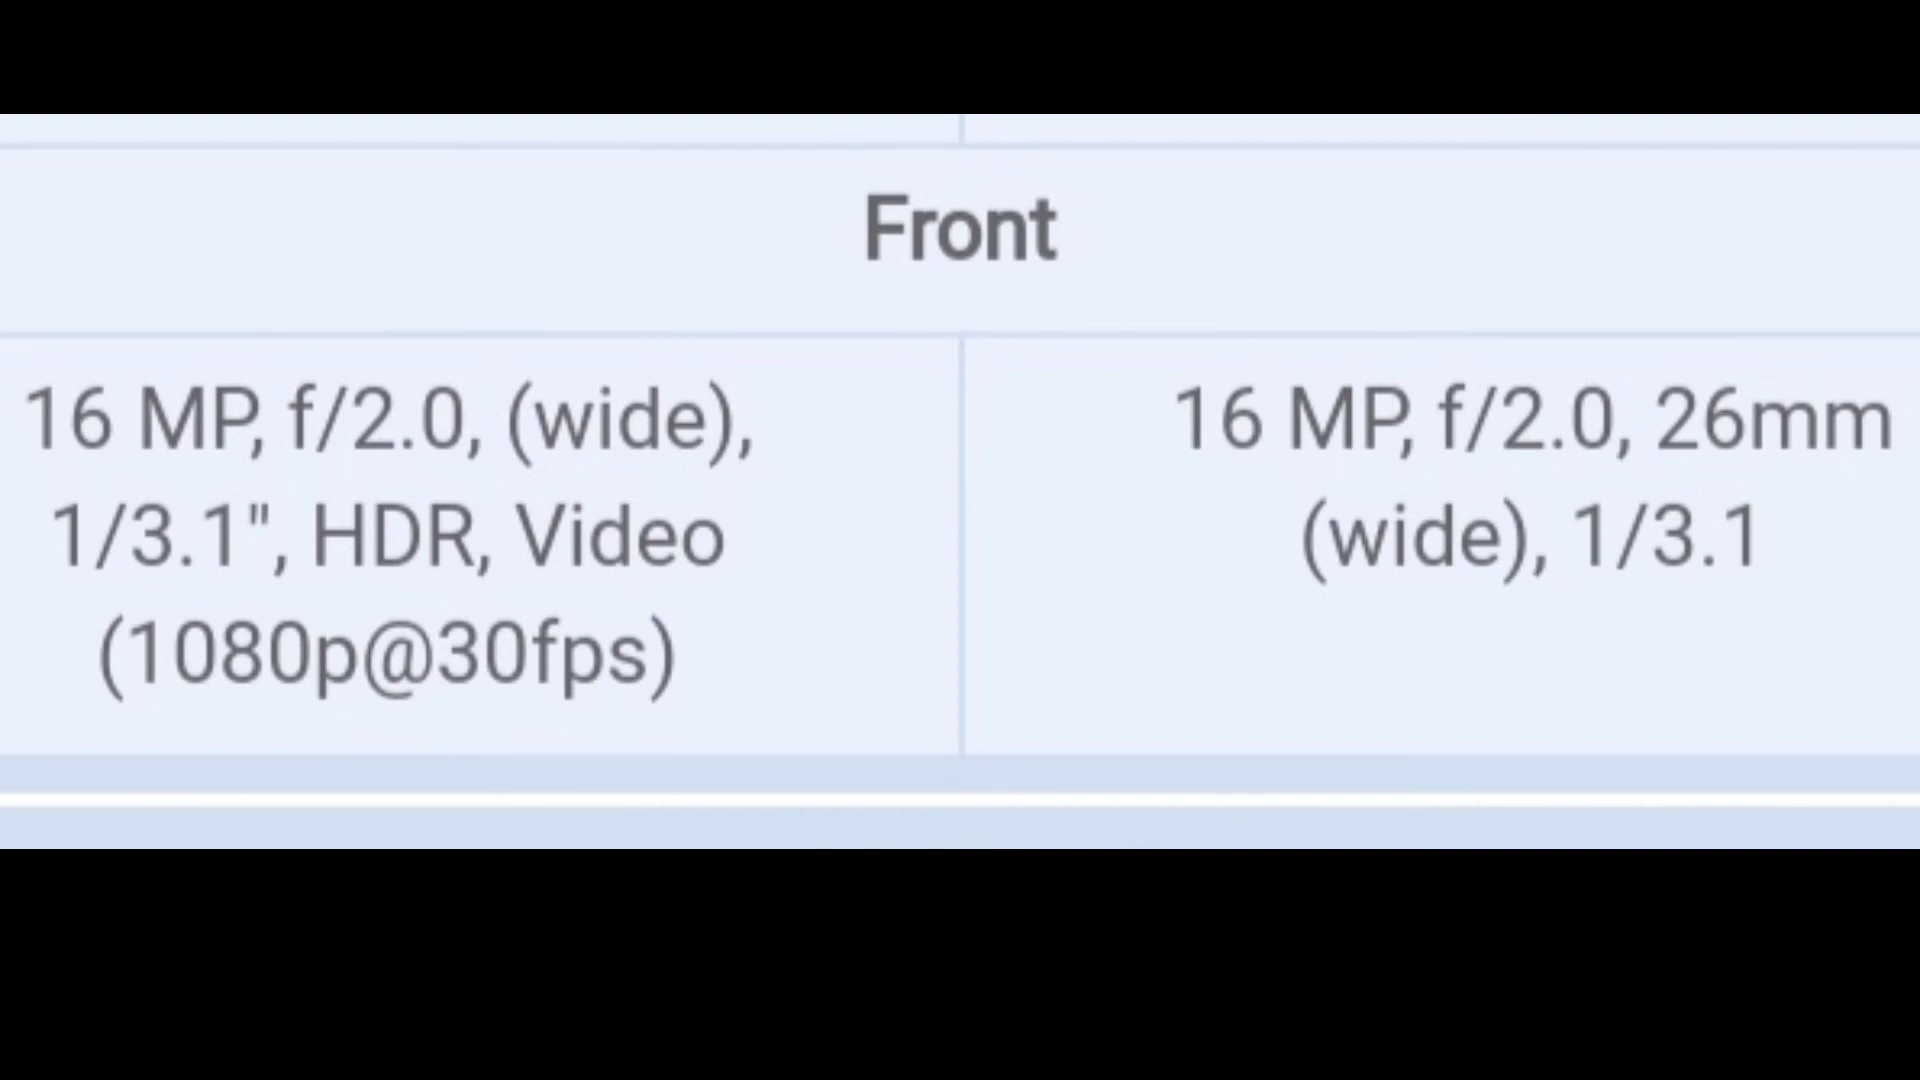 Front
16 MP, f/2.0, (wide),
1/3.1", HDR, Video
(1080p@30fps)
16 MP, f/2.0, 26mm
(wide), 1/3.1